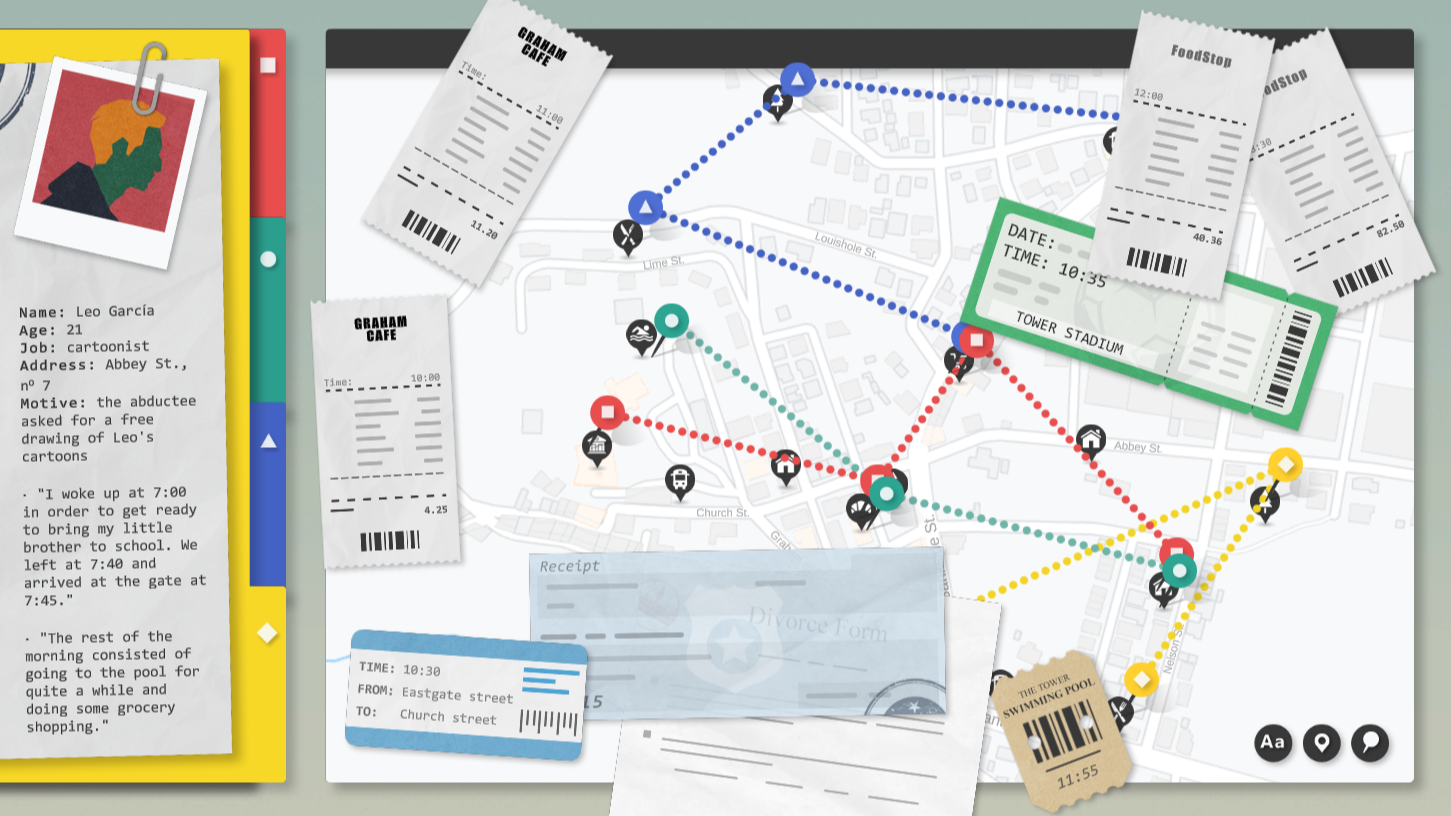 Name: Leo García
Age: 21
Job: cartoonist
Address: Abbey St.,
nº 7
Motive: the abductee
asked for a free
drawing of Leo's
cartoons
· "I woke up at 7:00
in order to get ready
to bring my little
brother to school. We
left at 7:40 and
arrived at the gate at
7:45."
· "The rest of the
morning consisted of
going to the pool for
quite a while and
doing some grocery
shopping."
GRAHAM
CAFE
Time: 11:00
11.20
GRAHAM
CAFE
Time: 10:00
4.25
FoodStop
12:00
40.36
82.50
DATE:
TIME: 10:35
TOWER STADIUM
Louishole St.
Lime St.
Abbey St.
Church St.
Nelson St.
Receipt
Divorce Form
15
TIME: 10:30
FROM: Eastgate street
TO: Church street
THE TOWER
SWIMMING POOL
11:55
Aa